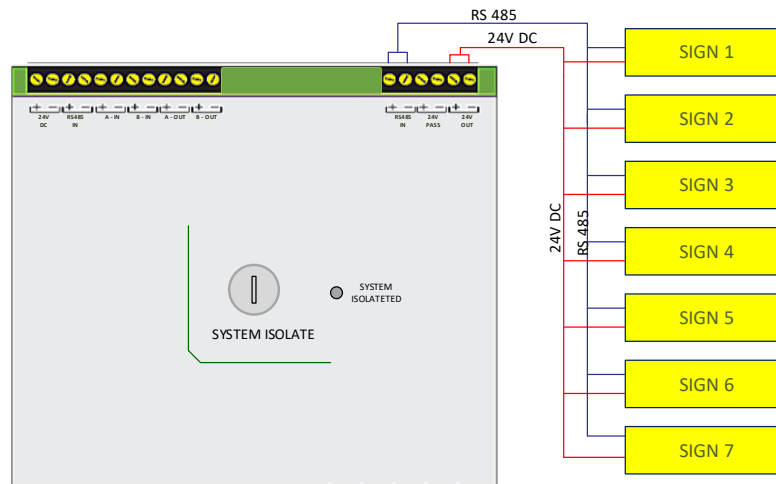 RS 485
24V DC
SIGN 1
SIGN 2
SIGN 3
SIGN 4
SIGN 5
SIGN 6
SIGN 7
24V DC
RS 485
+ − + − + − + − + − + −
24V DC
RS485 IN
A - IN
B - IN
A - OUT
B - OUT
+ − + − + −
RS485 IN
24V PASS
24V OUT
SYSTEM ISOLATE
SYSTEM
ISOLATETED